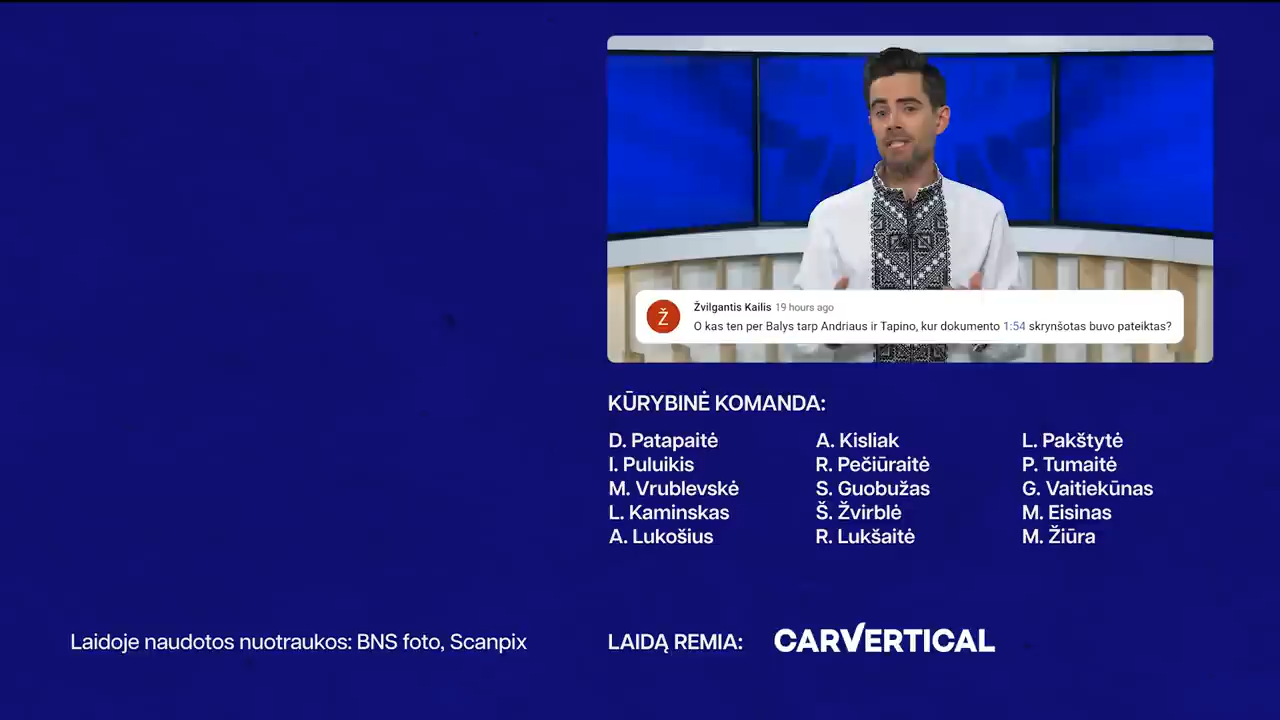 Ž
Žvilgantis Kailis 19 hours ago
O kas ten per Balys tarp Andriaus ir Tapino, kur dokumento 1:54 skrynšotas buvo pateiktas?
KŪRYBINĖ KOMANDA:
D. Patapaitė
I. Puluikis
M. Vrublevskė
L. Kaminskas
A. Lukošius
A. Kisliak
R. Pečiūraitė
S. Guobužas
Š. Žvirblė
R. Lukšaitė
L. Pakštytė
P. Tumaitė
G. Vaitiekūnas
M. Eisinas
M. Žiūra
Laidoje naudotos nuotraukos: BNS foto, Scanpix
LAIDĄ REMIA: CARVERTICAL